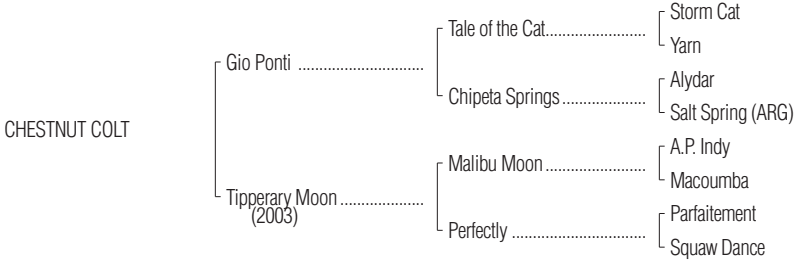 Storm Cat
Tale of the Cat........................
Yarn
Gio Ponti ..............................
Alydar
Chipeta Springs....................
Salt Spring (ARG)
CHESTNUT COLT
A.P. Indy
Malibu Moon ........................
Macoumba
Tipperary Moon ....................
(2003)
Parfaitement
Perfectly ................................
Squaw Dance